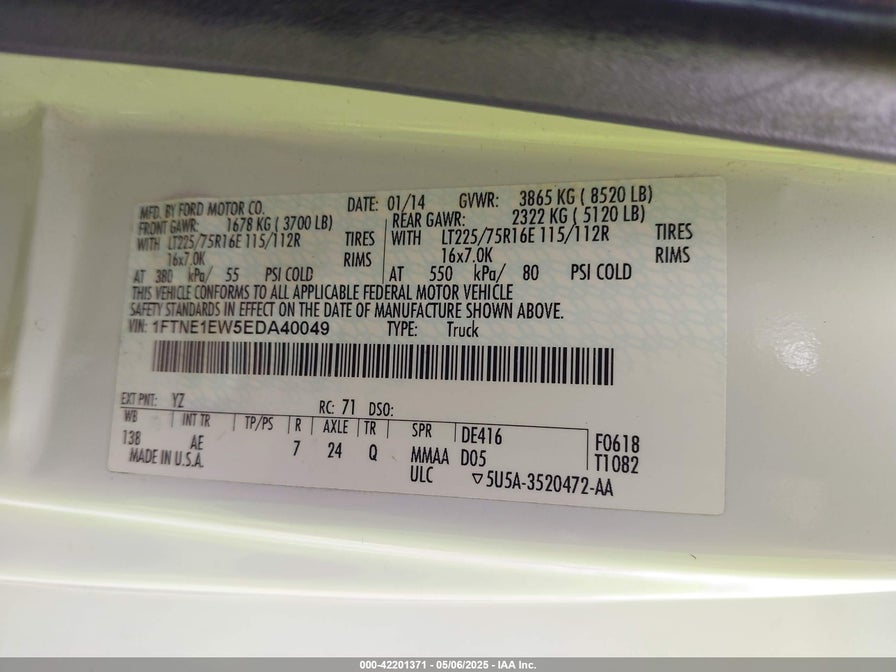 MFD. BY FORD MOTOR CO. DATE: 01/14 GVWR: 3865 KG ( 8520 LB)
FRONT GAWR: 1678 KG ( 3700 LB) REAR GAWR: 2322 KG ( 5120 LB)
WITH LT225/75R16E 115/112R TIRES WITH LT225/75R16E 115/112R TIRES
16x7.0K RIMS 16x7.0K RIMS
AT 380 kPa/ 55 PSI COLD AT 550 kPa/ 80 PSI COLD
THIS VEHICLE CONFORMS TO ALL APPLICABLE FEDERAL MOTOR VEHICLE
SAFETY STANDARDS IN EFFECT ON THE DATE OF MANUFACTURE SHOWN ABOVE.
VIN: 1FTNE1EW5EDA40049 TYPE: Truck
EXT PNT: YZ RC: 71 DSO:
WB INT TR TP/PS R AXLE TR SPR DE416 F0618
138 AE 7 24 Q MMAA D05 T1082
MADE IN U.S.A. ULC ▽5U5A-3520472-AA
000-42201371 - 05/06/2025 - IAA Inc.